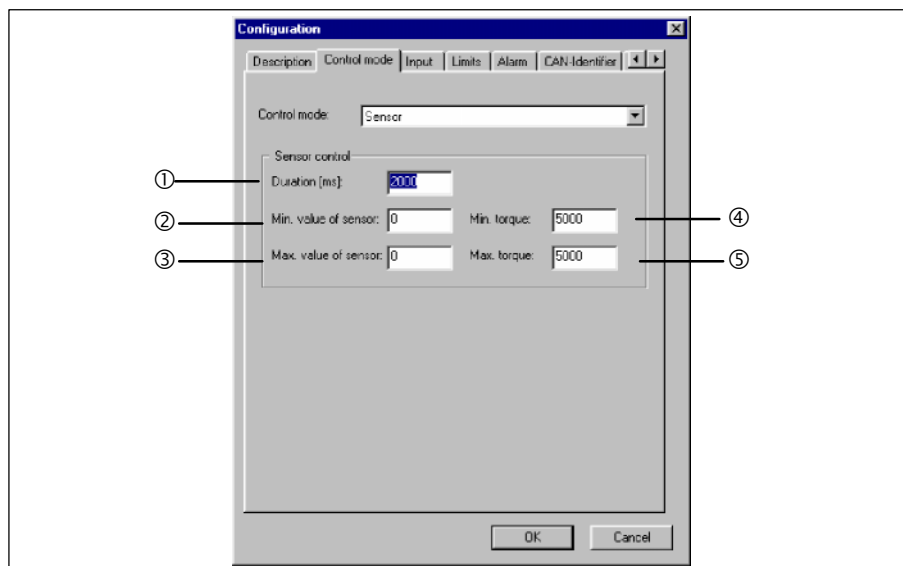 Configuration
Description Control mode Input Limits Alarm CAN-Identifier
Control mode: Sensor
Sensor control
① Duration [ms]: 2000
② Min. value of sensor: 0 Min. torque: 5000 ④
③ Max. value of sensor: 0 Max. torque: 5000 ⑤
OK Cancel